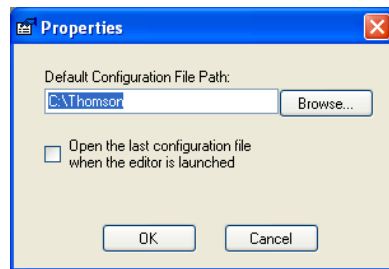 Properties
Default Configuration File Path:
C:\Thomson
Browse...
Open the last configuration file
when the editor is launched
OK
Cancel